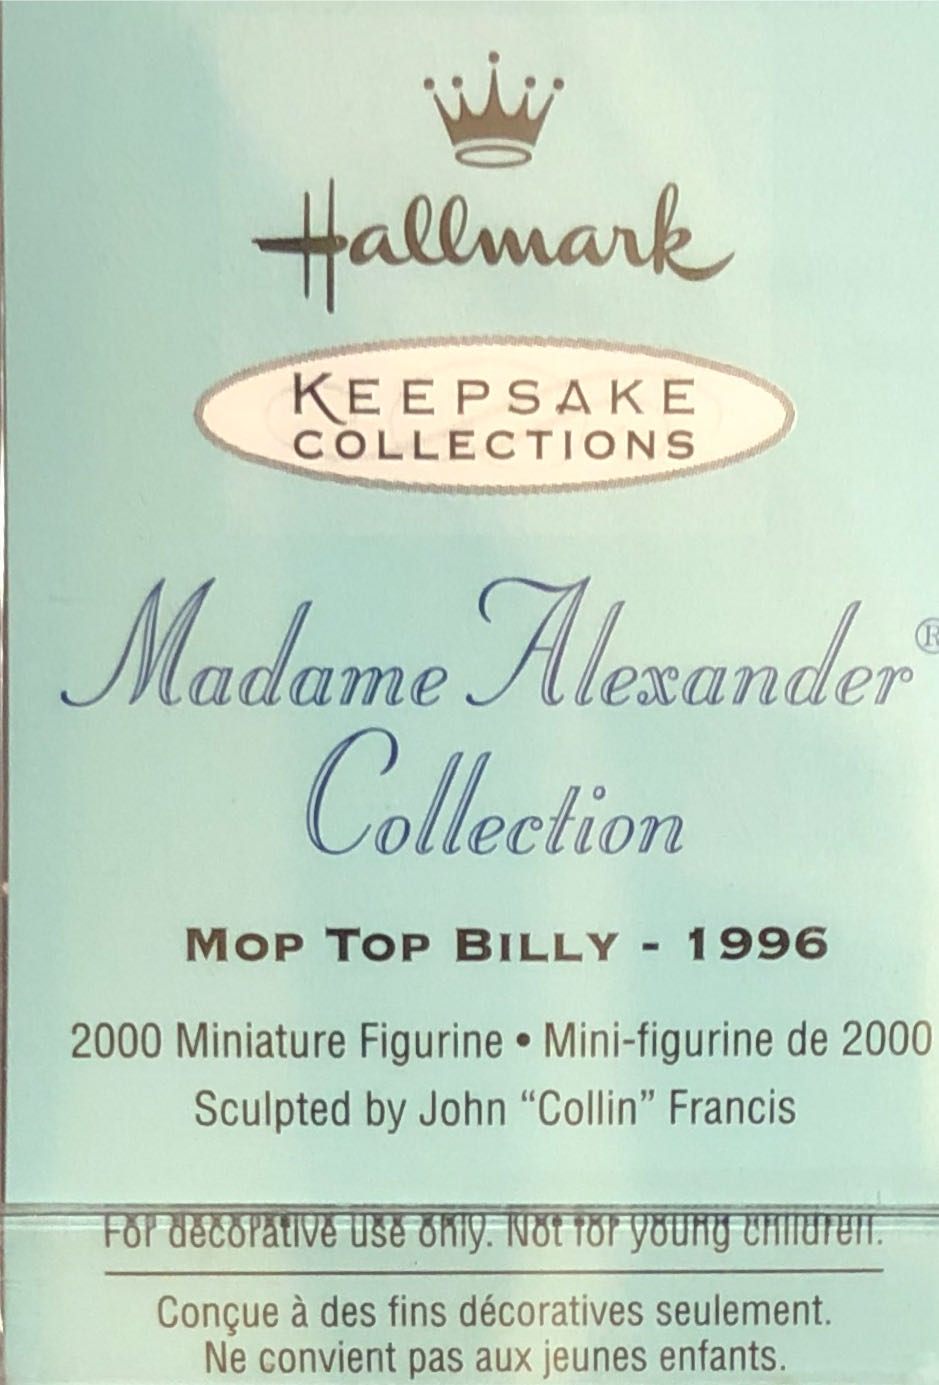 Hallmark
KEEPSAKE
COLLECTIONS
Madame Alexander®
Collection
MOP TOP BILLY - 1996
2000 Miniature Figurine • Mini-figurine de 2000
Sculpted by John “Collin” Francis
For decorative use only. Not for young children.
Conçue à des fins décoratives seulement.
Ne convient pas aux jeunes enfants.